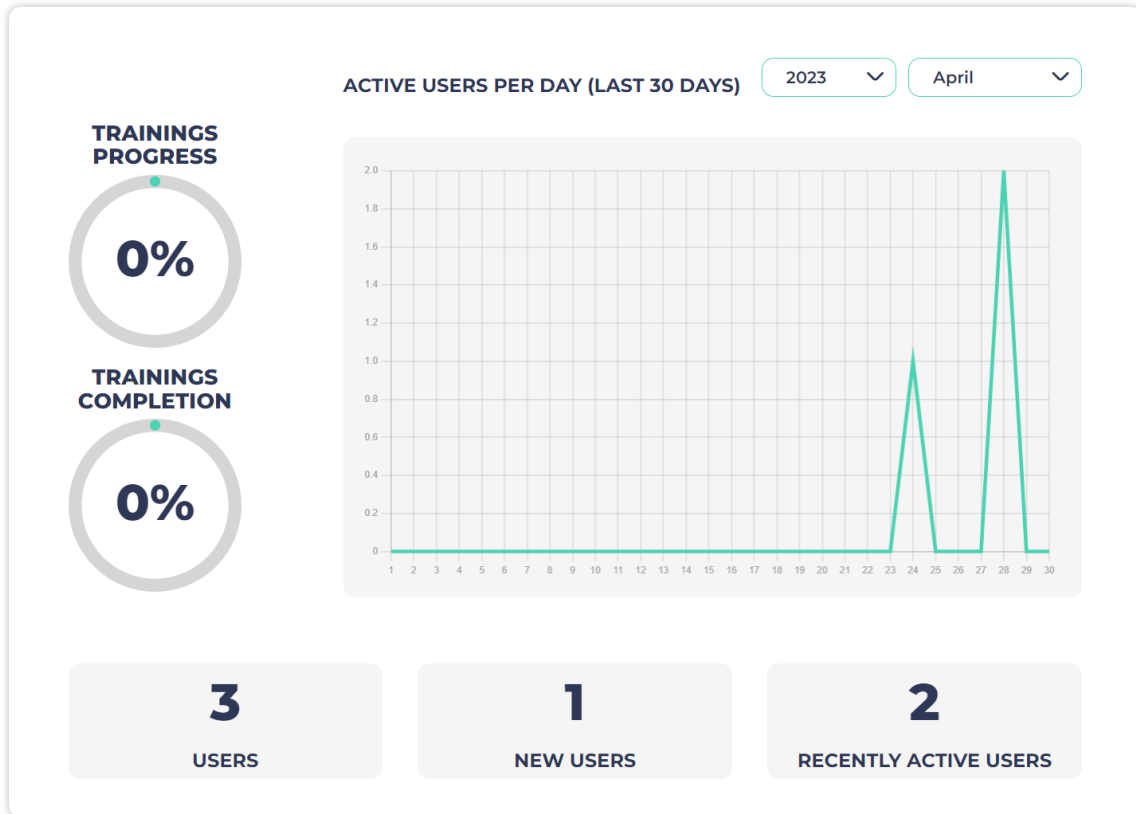 ACTIVE USERS PER DAY (LAST 30 DAYS)
2023
April
TRAININGS
PROGRESS
0%
TRAININGS
COMPLETION
0%
2.0
1.8
1.6
1.4
1.2
1.0
0.8
0.6
0.4
0.2
0
1 2 3 4 5 6 7 8 9 10 11 12 13 14 15 16 17 18 19 20 21 22 23 24 25 26 27 28 29 30
3
USERS
1
NEW USERS
2
RECENTLY ACTIVE USERS